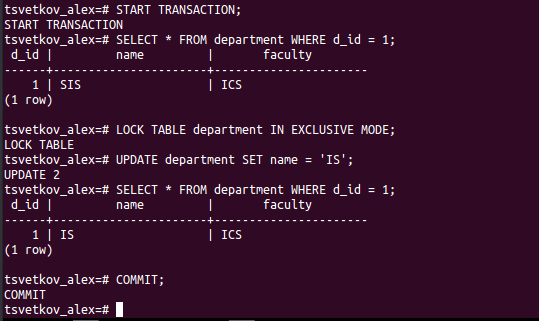 tsvetkov_alex=# START TRANSACTION;
START TRANSACTION
tsvetkov_alex=# SELECT * FROM department WHERE d_id = 1;
 d_id |         name         |       faculty
------+----------------------+----------------------
    1 | SIS                  | ICS
(1 row)

tsvetkov_alex=# LOCK TABLE department IN EXCLUSIVE MODE;
LOCK TABLE
tsvetkov_alex=# UPDATE department SET name = 'IS';
UPDATE 2
tsvetkov_alex=# SELECT * FROM department WHERE d_id = 1;
 d_id |         name         |       faculty
------+----------------------+----------------------
    1 | IS                   | ICS
(1 row)

tsvetkov_alex=# COMMIT;
COMMIT
tsvetkov_alex=#